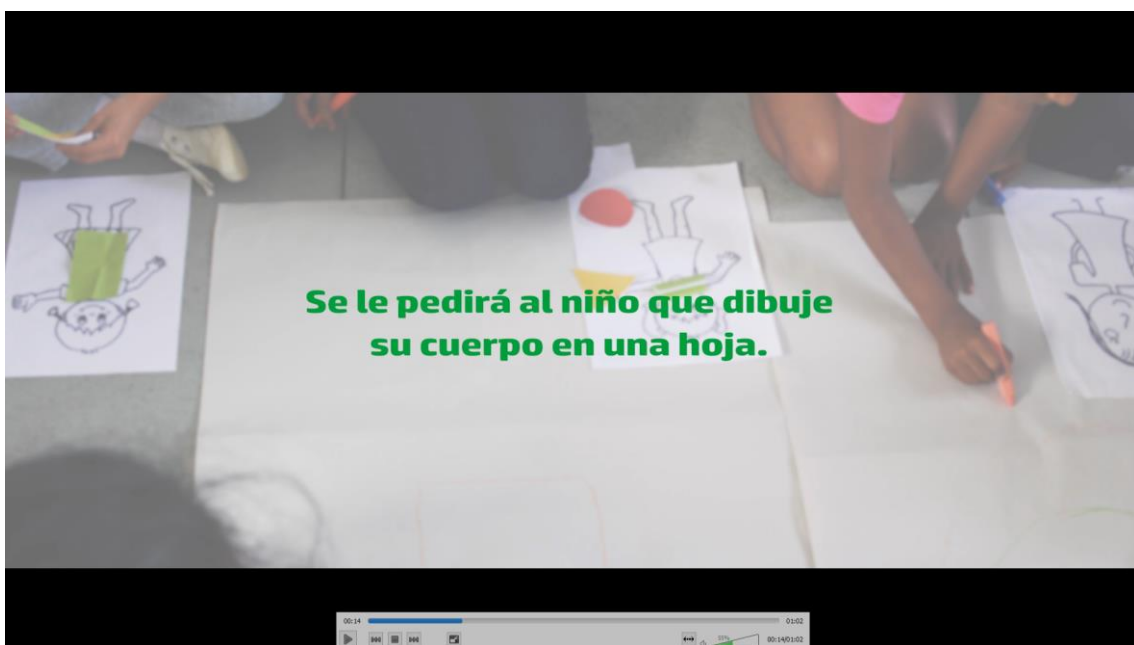 Se le pedirá al niño que dibuje
su cuerpo en una hoja.
00:14
01:02
00:14/01:02